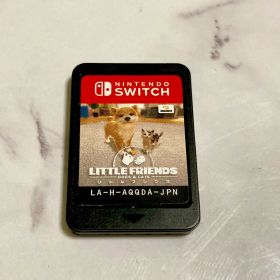 NINTENDO
SWITCH
LITTLE FRIENDS
DOGS & CATS
LA-H-AQQDA-JPN